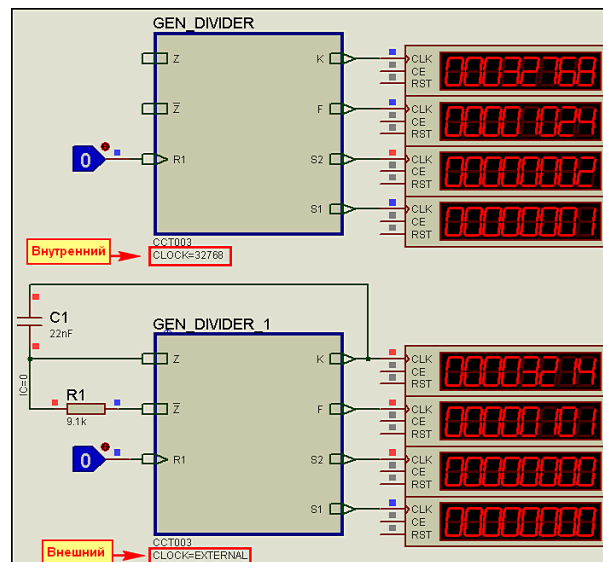 GEN_DIVIDER
Z
Z
0
R1
K
F
S2
S1
CLK
CE
RST
00032768
CLK
CE
RST
00001024
CLK
CE
RST
00000002
CLK
CE
RST
00000001
CCT003
Внутренний
CLOCK=32768
C1
22nF
IC=0
R1
9.1k
GEN_DIVIDER_1
Z
Z
0
R1
K
F
S2
S1
CLK
CE
RST
00003214
CLK
CE
RST
00000101
CLK
CE
RST
00000000
CLK
CE
RST
00000000
CCT003
Внешний
CLOCK=EXTERNAL